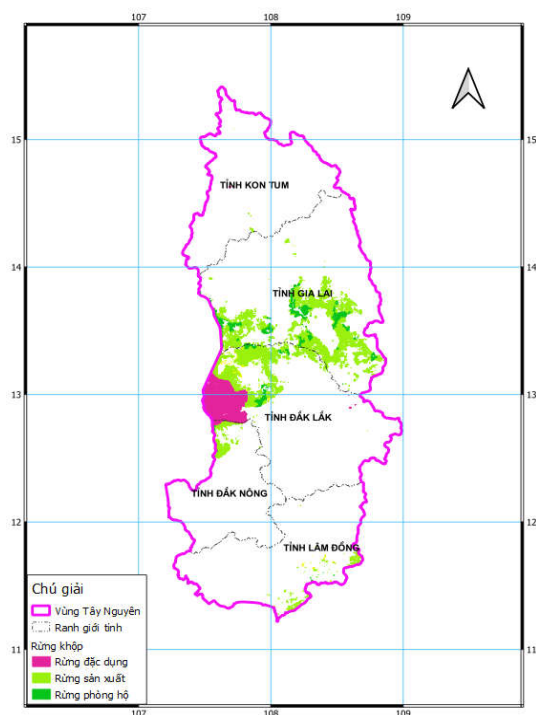 107 108 109
15 15
TỈNH KON TUM
14 14
TỈNH GIA LAI
13 13
TỈNH ĐẮK LẮK
TỈNH ĐẮK NÔNG
12 12
TỈNH LÂM ĐỒNG
Chú giải
Vùng Tây Nguyên
Ranh giới tỉnh
Rừng khộp
Rừng đặc dụng
Rừng sản xuất
Rừng phòng hộ
11 11
107 108 109